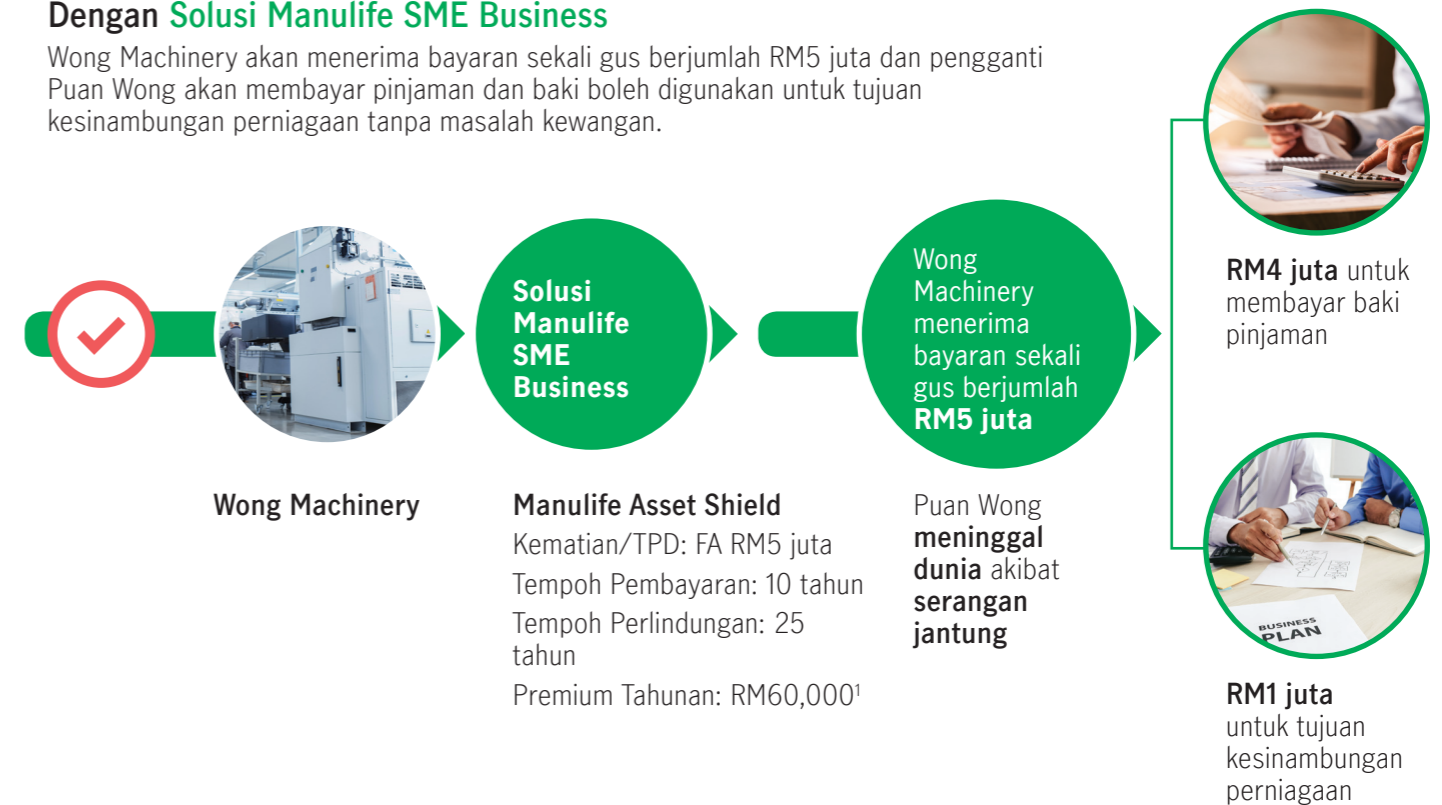 Dengan Solusi Manulife SME Business
Wong Machinery akan menerima bayaran sekali gus berjumlah RM5 juta dan pengganti
Puan Wong akan membayar pinjaman dan baki boleh digunakan untuk tujuan
kesinambungan perniagaan tanpa masalah kewangan.
Wong Machinery
Solusi
Manulife
SME
Business
Manulife Asset Shield
Kematian/TPD: FA RM5 juta
Tempoh Pembayaran: 10 tahun
Tempoh Perlindungan: 25
tahun
Premium Tahunan: RM60,000¹
Wong
Machinery
menerima
bayaran sekali
gus berjumlah
RM5 juta
Puan Wong
meninggal
dunia akibat
serangan
jantung
RM4 juta untuk
membayar baki
pinjaman
BUSINESS
PLAN
RM1 juta
untuk tujuan
kesinambungan
perniagaan